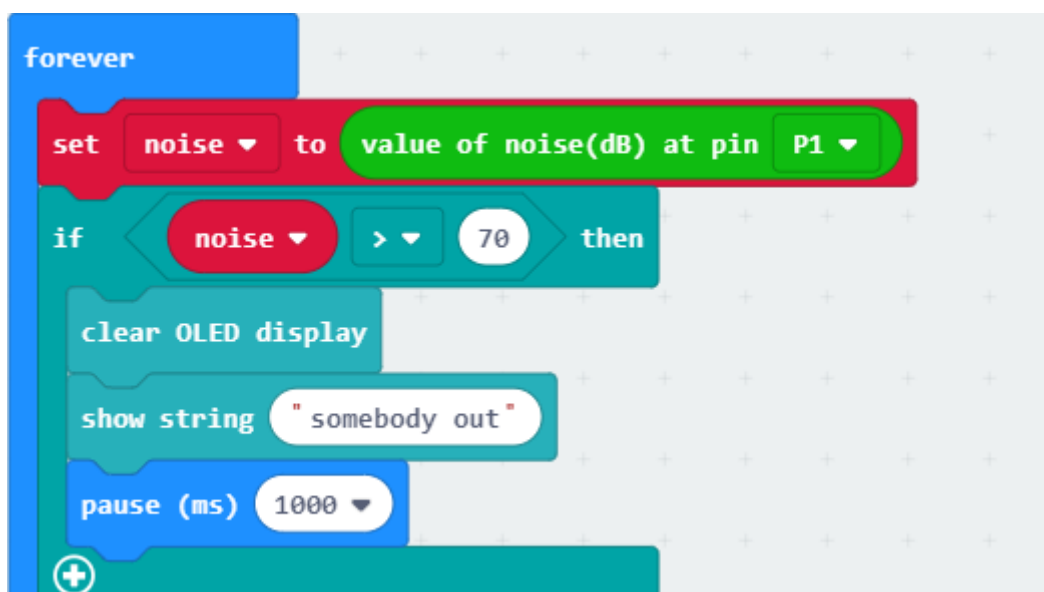 forever
set noise to value of noise(dB) at pin P1
if noise > 70 then
clear OLED display
show string "somebody out"
pause (ms) 1000